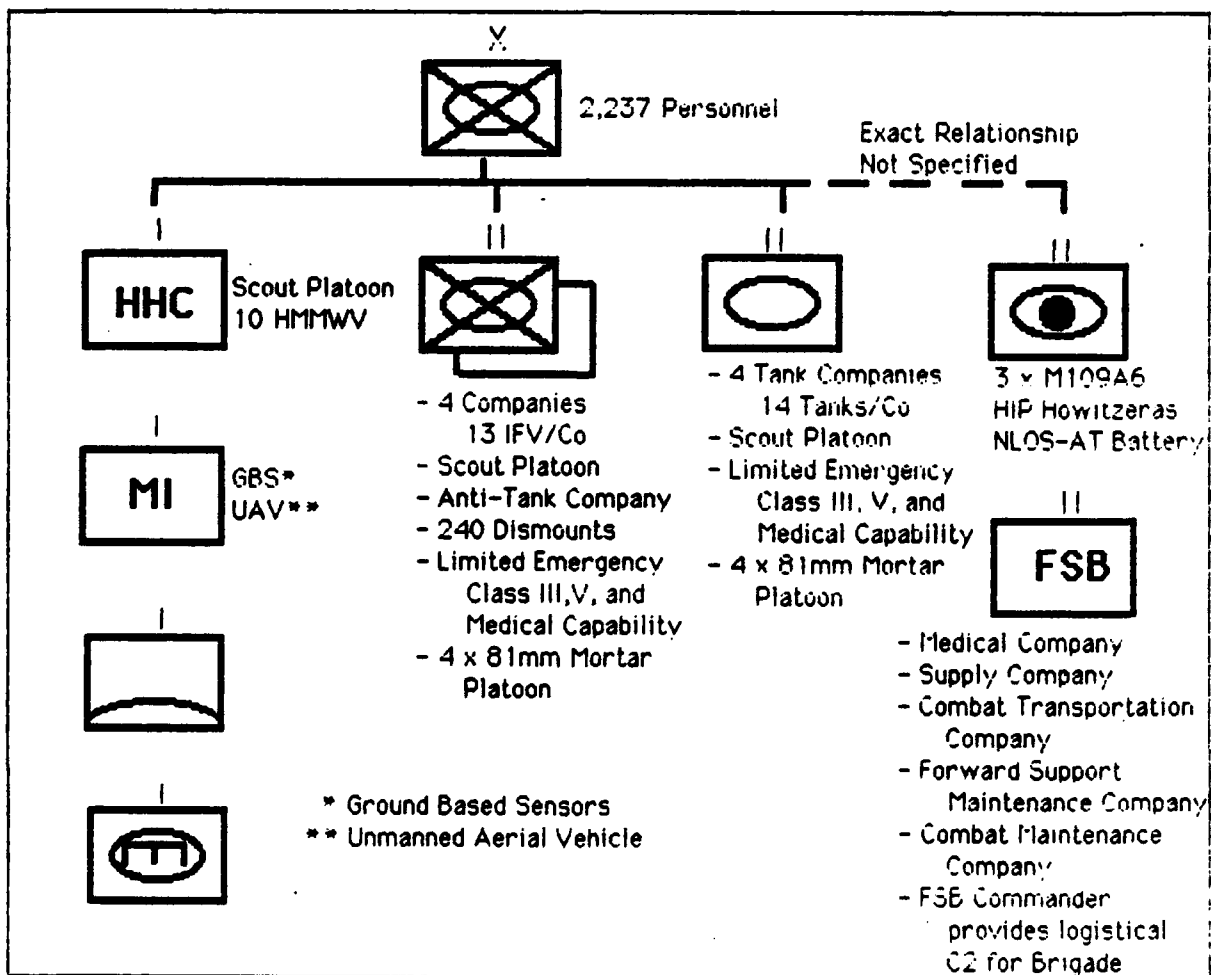 X
2,237 Personnel
Exact Relationship
Not Specified
HHC
Scout Platoon
10 HMMWV
MI
GBS*
UAV**
- 4 Companies
13 IFV/Co
- Scout Platoon
- Anti-Tank Company
- 240 Dismounts
- Limited Emergency
Class III,V, and
Medical Capability
- 4 x 81mm Mortar
Platoon
- 4 Tank Companies
14 Tanks/Co
- Scout Platoon
- Limited Emergency
Class III, V, and
Medical Capability
- 4 x 81mm Mortar
Platoon
3 x M109A6
HIP Howitzeras
NLOS-AT Battery
FSB
- Medical Company
- Supply Company
- Combat Transportation
Company
- Forward Support
Maintenance Company
- Combat Maintenance
Company
- FSB Commander
provides logistical
C2 for Brigade
* Ground Based Sensors
** Unmanned Aerial Vehicle